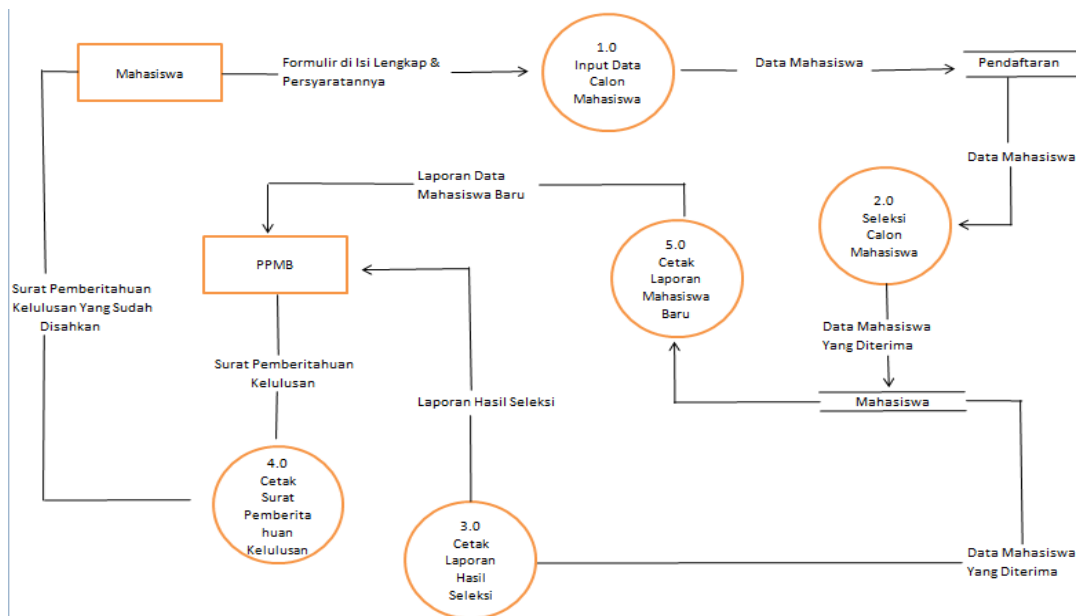 Mahasiswa
Formulir di Isi Lengkap &
Persyaratannya
1.0
Input Data
Calon
Mahasiswa
Data Mahasiswa
Pendaftaran
Data Mahasiswa
2.0
Seleksi
Calon
Mahasiswa
Laporan Data
Mahasiswa Baru
5.0
Cetak
Laporan
Mahasiswa
Baru
PPMB
Surat Pemberitahuan
Kelulusan Yang Sudah
Disahkan
Data Mahasiswa
Yang Diterima
Surat Pemberitahuan
Kelulusan
Laporan Hasil Seleksi
Mahasiswa
4.0
Cetak
Surat
Pemberita
huan
Kelulusan
3.0
Cetak
Laporan
Hasil
Seleksi
Data Mahasiswa
Yang Diterima